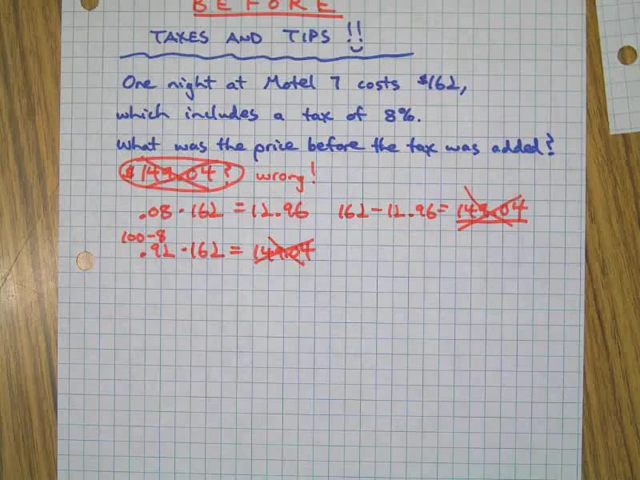 BEFORE
TAXES AND TIPS !!
One night at Motel 7 costs $162,
which includes a tax of 8%.
What was the price before the tax was added?
$149.04? wrong!
.08 · 162 = 12.96 162 - 12.96 = 149.04
100-8
.92 · 162 = 149.04